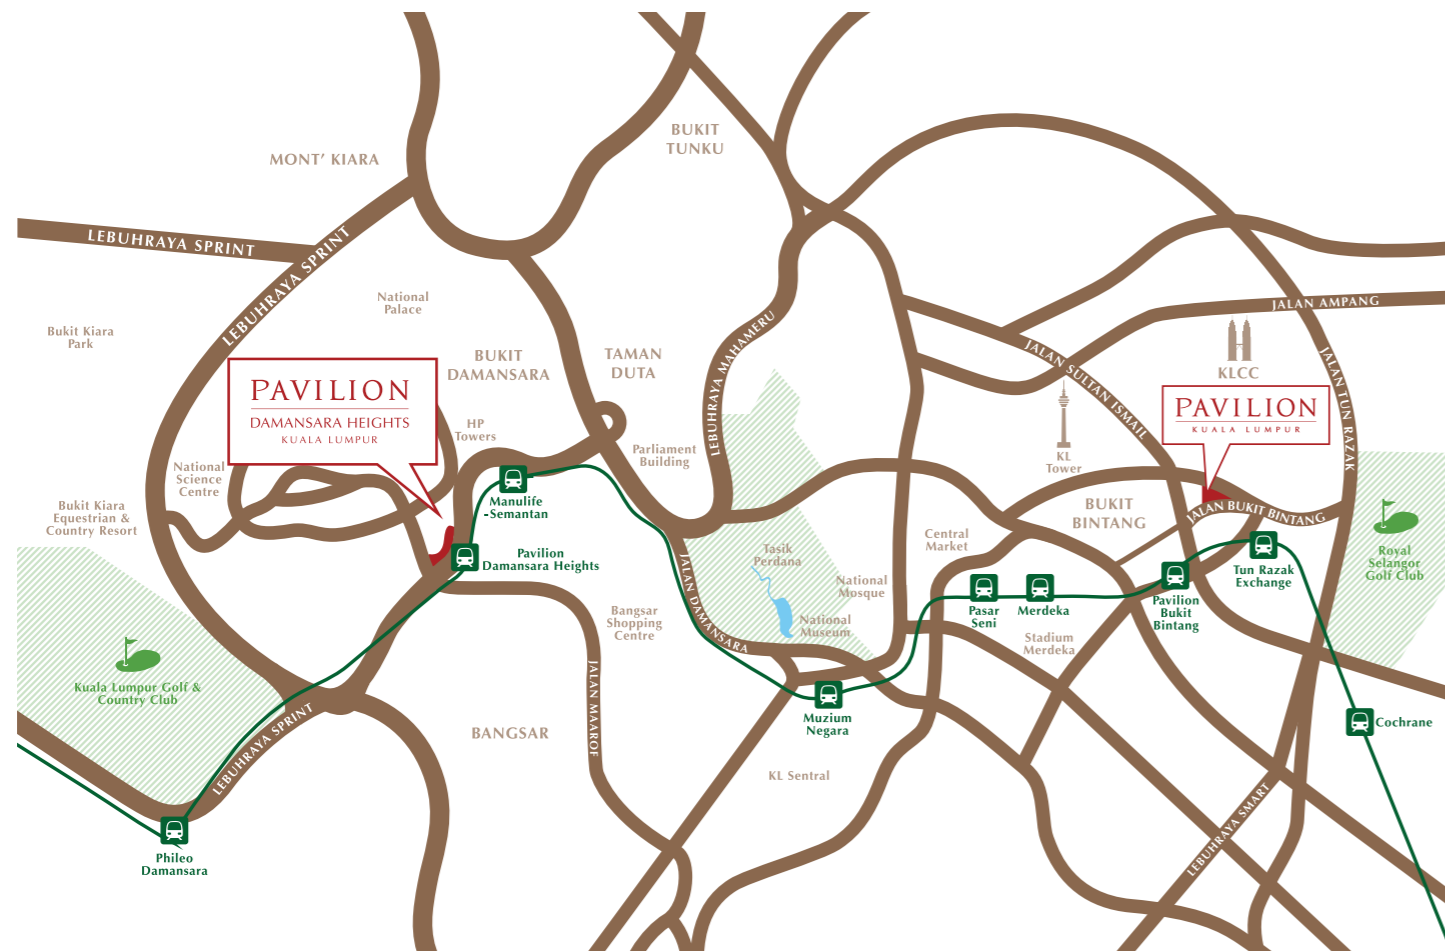 BUKIT
TUNKU
MONT’ KIARA
LEBUHRAYA SPRINT
LEBUHRAYA SPRINT
National
Palace
Bukit Kiara
Park
BUKIT
DAMANSARA
TAMAN
DUTA
LEBUHRAYA MAHAMERU
JALAN AMPANG
JALAN SULTAN ISMAIL
KLCC
JALAN TUN RAZAK
PAVILION
DAMANSARA HEIGHTS
KUALA LUMPUR
PAVILION
KUALA LUMPUR
HP
Towers
Parliament
Building
KL
Tower
National
Science
Centre
Manulife
-Semantan
Bukit Kiara
Equestrian &
Country Resort
BUKIT
BINTANG
JALAN BUKIT BINTANG
Central
Market
Pavilion
Damansara Heights
Tasik
Perdana
National
Mosque
Royal
Selangor
Golf Club
Tun Razak
Exchange
JALAN DAMANSARA
Bangsar
Shopping
Centre
National
Museum
Pasar
Seni
Merdeka
Pavilion
Bukit
Bintang
Stadium
Merdeka
Kuala Lumpur Golf &
Country Club
JALAN MAAROF
LEBUHRAYA SPRINT
BANGSAR
Muzium
Negara
Cochrane
KL Sentral
LEBUHRAYA SMART
Phileo
Damansara